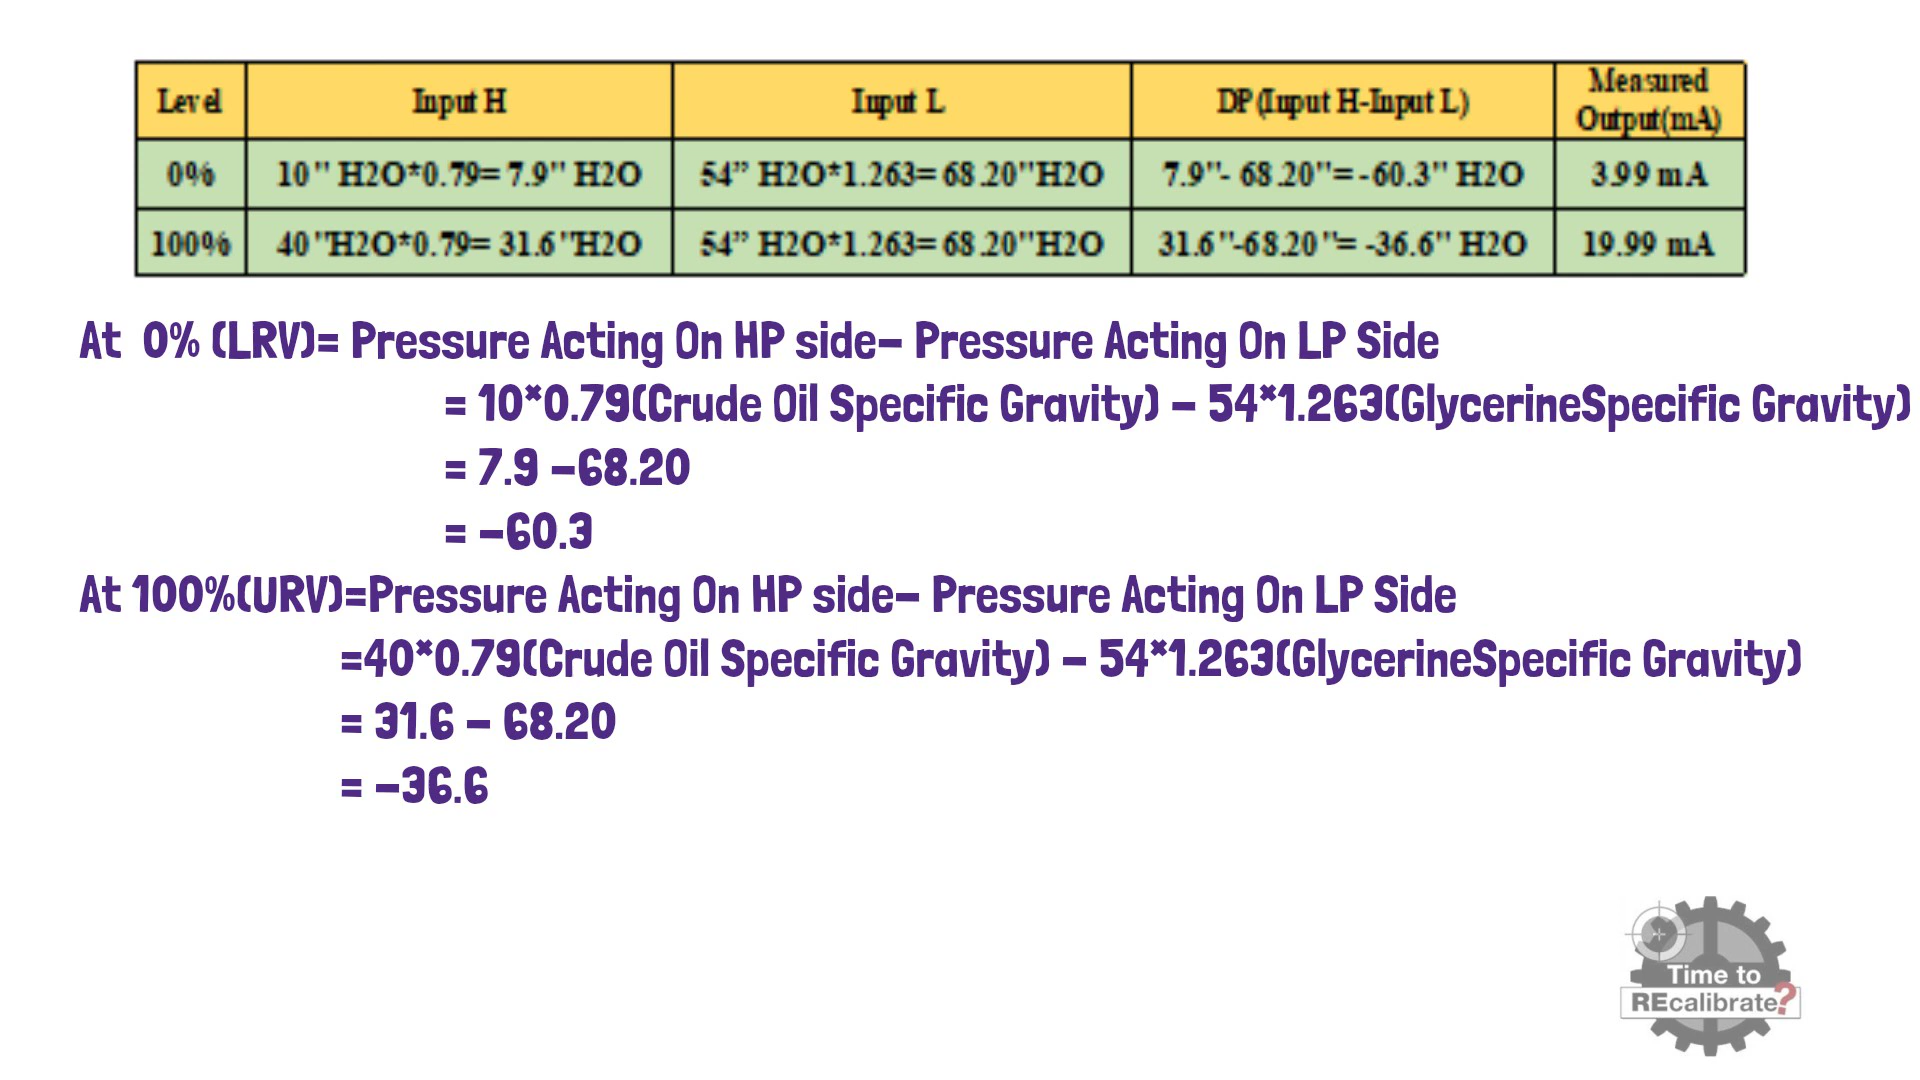 Level Input H Input L DP(Input H-Input L) Measured Output(mA)
0% 10" H2O*0.79= 7.9" H2O 54” H2O*1.263= 68.20"H2O 7.9"- 68.20"= -60.3" H2O 3.99 mA
100% 40"H2O*0.79= 31.6"H2O 54” H2O*1.263= 68.20"H2O 31.6"-68.20"= -36.6" H2O 19.99 mA
At 0% (LRV)= Pressure Acting On HP side- Pressure Acting On LP Side
= 10*0.79(Crude Oil Specific Gravity) - 54*1.263(GlycerineSpecific Gravity)
= 7.9 -68.20
= -60.3
At 100%(URV)=Pressure Acting On HP side- Pressure Acting On LP Side
=40*0.79(Crude Oil Specific Gravity) - 54*1.263(GlycerineSpecific Gravity)
= 31.6 - 68.20
= -36.6
Time to
REcalibrate?